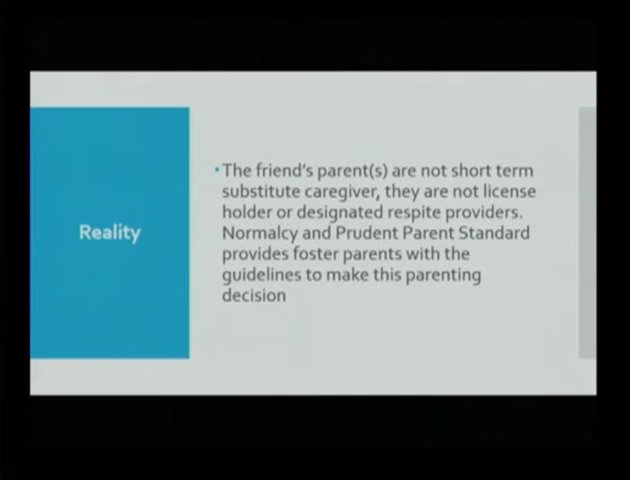 Reality
• The friend's parent(s) are not short term
substitute caregiver, they are not license
holder or designated respite providers.
Normalcy and Prudent Parent Standard
provides foster parents with the
guidelines to make this parenting
decision